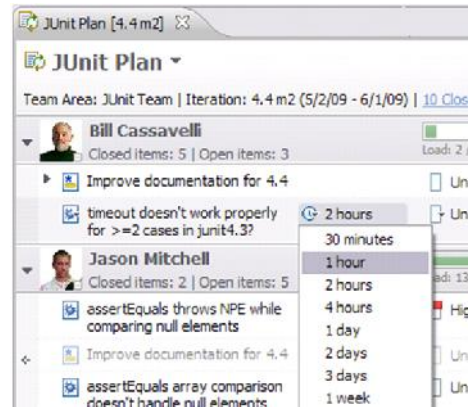 JUnit Plan [4.4 m2]
JUnit Plan
Team Area: JUnit Team | Iteration: 4.4 m2 (5/2/09 - 6/1/09) | 10 Clos
Bill Cassavelli
Closed items: 5 | Open items: 3
Load: 2
Improve documentation for 4.4
Un
timeout doesn't work properly
for >=2 cases in junit4.3?
2 hours
Un
30 minutes
1 hour
2 hours
4 hours
1 day
2 days
3 days
1 week
Jason Mitchell
Closed items: 2 | Open items: 5
ad: 13
assertEquals throws NPE while
comparing null elements
Hig
Improve documentation for 4.4
Un
assertEquals array comparison
doesn't handle null elements
Un